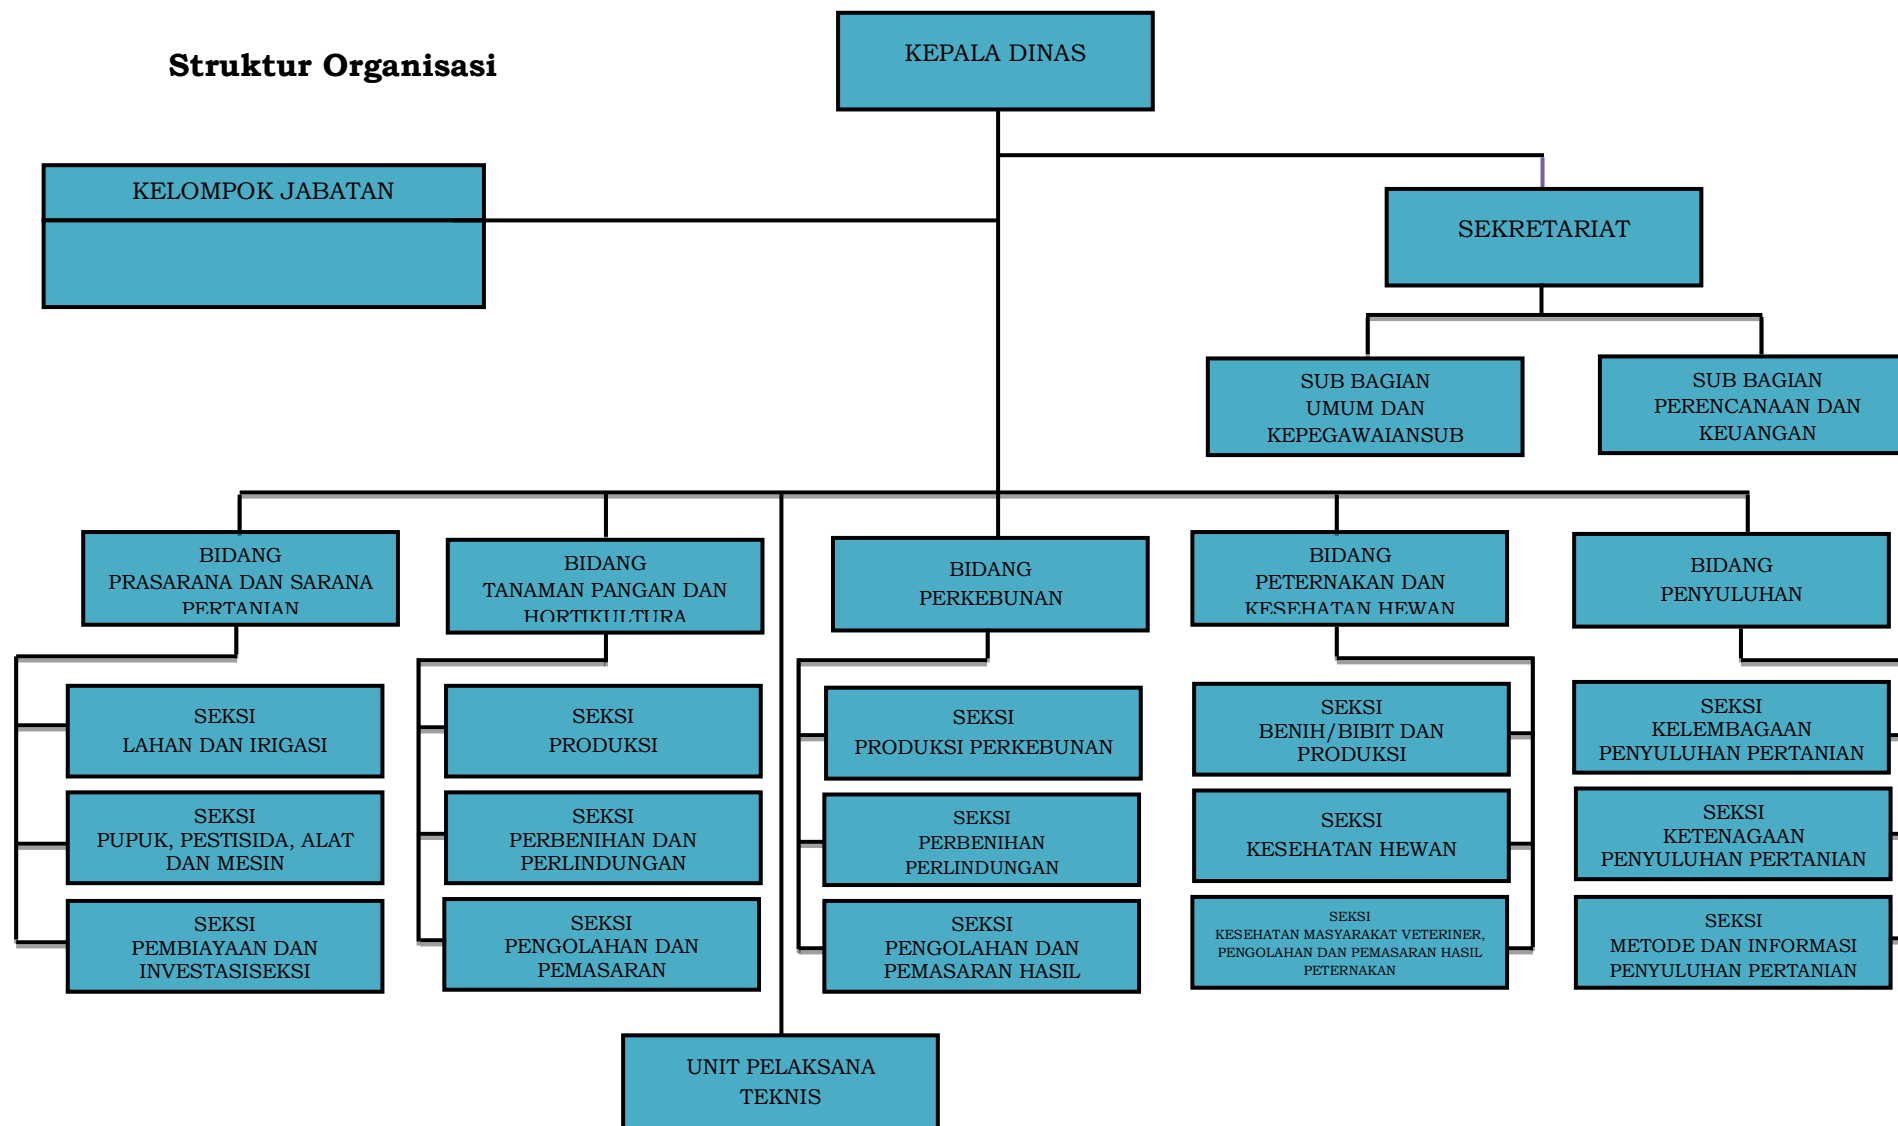 Struktur Organisasi
KEPALA DINAS
KELOMPOK JABATAN
SEKRETARIAT
SUB BAGIAN
UMUM DAN
KEPEGAWAIANSUB
SUB BAGIAN
PERENCANAAN DAN
KEUANGAN
BIDANG
PRASARANA DAN SARANA
PERTANIAN
BIDANG
TANAMAN PANGAN DAN
HORTIKULTURA
BIDANG
PERKEBUNAN
BIDANG
PETERNAKAN DAN
KESEHATAN HEWAN
BIDANG
PENYULUHAN
SEKSI
LAHAN DAN IRIGASI
SEKSI
PUPUK, PESTISIDA, ALAT
DAN MESIN
SEKSI
PEMBIAYAAN DAN
INVESTASISEKSI
SEKSI
PRODUKSI
SEKSI
PERBENIHAN DAN
PERLINDUNGAN
SEKSI
PENGOLAHAN DAN
PEMASARAN
SEKSI
PRODUKSI PERKEBUNAN
SEKSI
PERBENIHAN
PERLINDUNGAN
SEKSI
PENGOLAHAN DAN
PEMASARAN HASIL
SEKSI
BENIH/BIBIT DAN
PRODUKSI
SEKSI
KESEHATAN HEWAN
SEKSI
KESEHATAN MASYARAKAT VETERINER,
PENGOLAHAN DAN PEMASARAN HASIL
PETERNAKAN
SEKSI
KELEMBAGAAN
PENYULUHAN PERTANIAN
SEKSI
KETENAGAAN
PENYULUHAN PERTANIAN
SEKSI
METODE DAN INFORMASI
PENYULUHAN PERTANIAN
UNIT PELAKSANA
TEKNIS